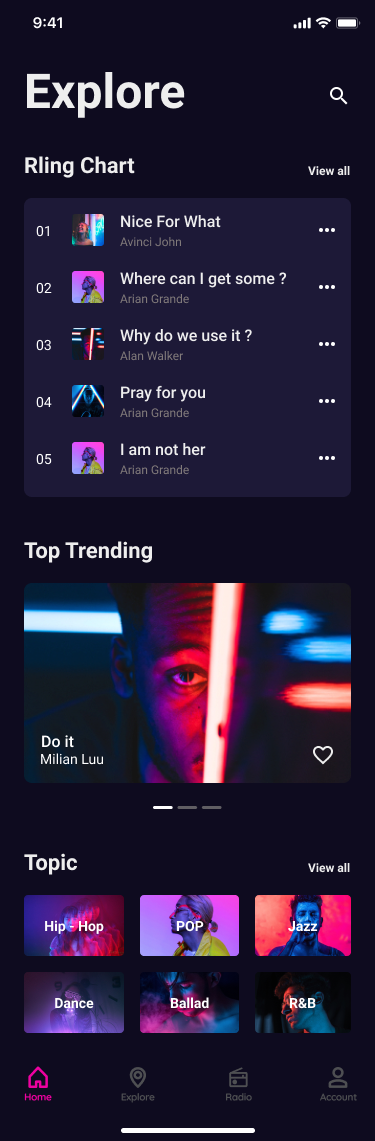 9:41
Explore
Rling Chart
View all
01
Nice For What
Avinci John
02
Where can I get some ?
Arian Grande
03
Why do we use it ?
Alan Walker
04
Pray for you
Arian Grande
05
I am not her
Arian Grande
Top Trending
Do it
Milian Luu
Topic
View all
Hip - Hop
POP
Jazz
Dance
Ballad
R&B
Home
Explore
Radio
Account